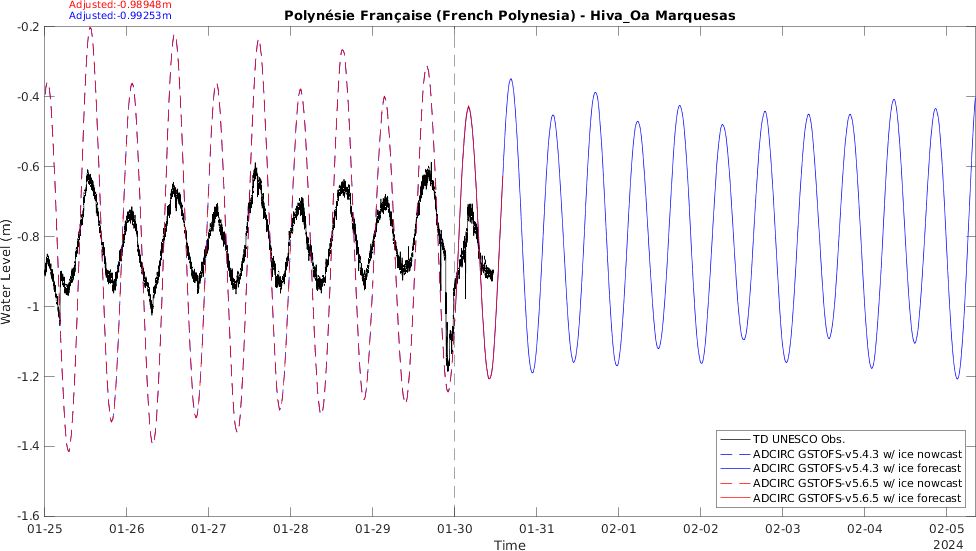 Adjusted:-0.98948m
Adjusted:-0.99253m
Polynésie Française (French Polynesia) - Hiva_Oa Marquesas
-0.2
-0.4
-0.6
-0.8
-1
-1.2
-1.4
-1.6
Water Level (m)
TD UNESCO Obs.
ADCIRC GSTOFS-v5.4.3 w/ ice nowcast
ADCIRC GSTOFS-v5.4.3 w/ ice forecast
ADCIRC GSTOFS-v5.6.5 w/ ice nowcast
ADCIRC GSTOFS-v5.6.5 w/ ice forecast
01-25 01-26 01-27 01-28 01-29 01-30 01-31 02-01 02-02 02-03 02-04 02-05
Time
2024